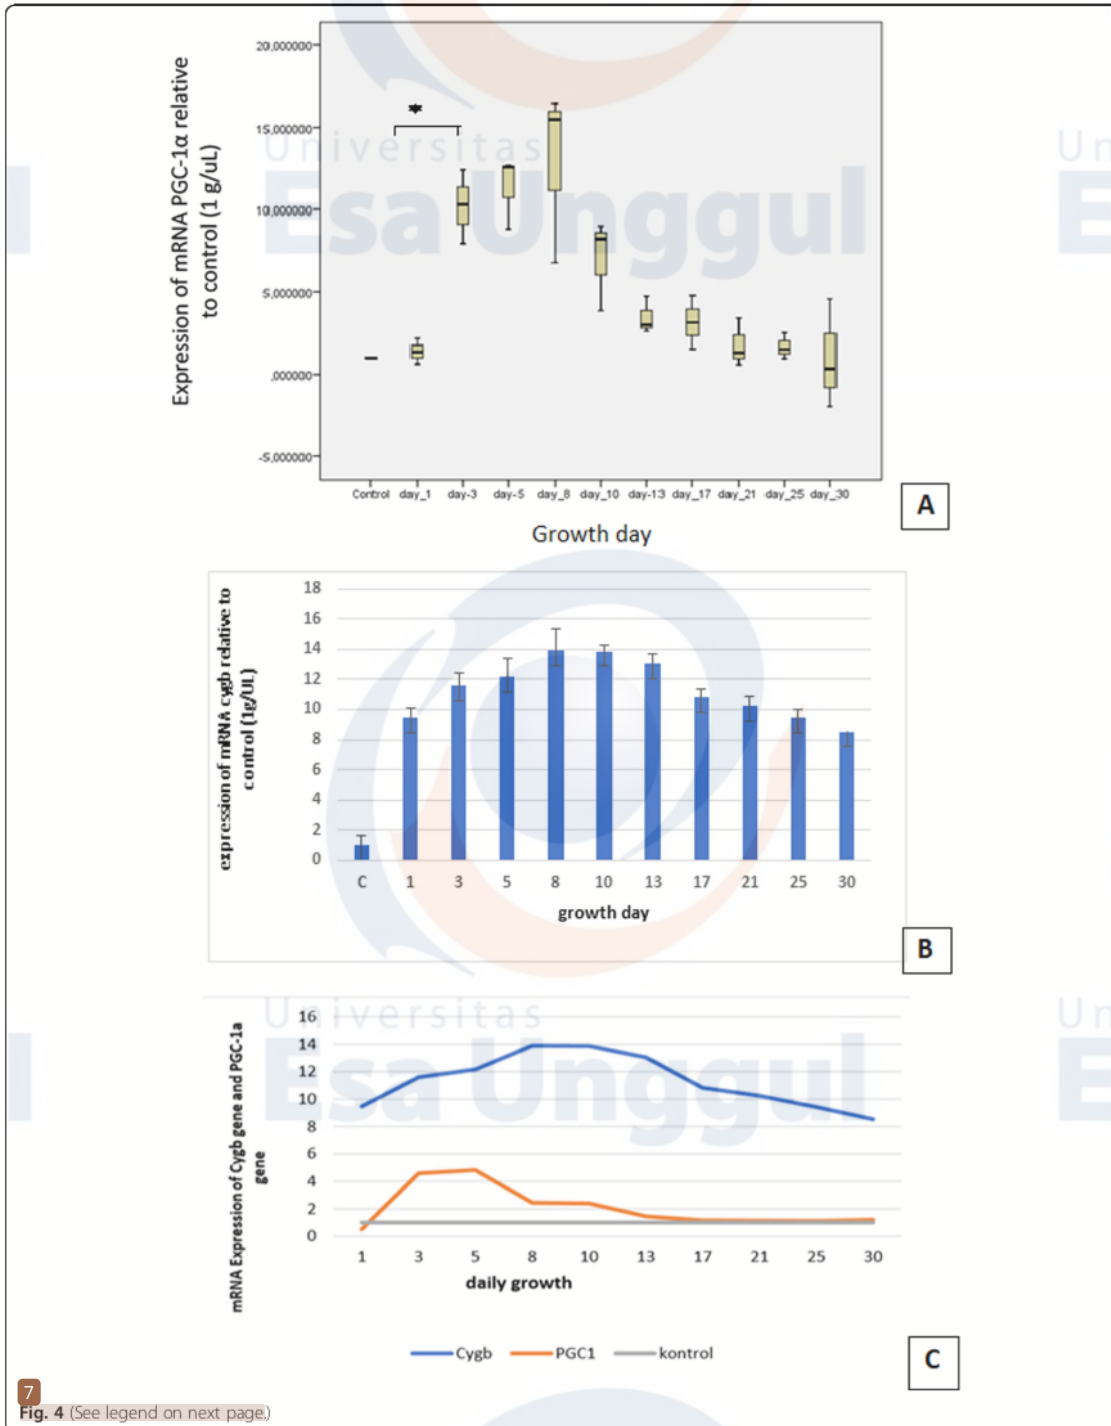 Expression of mRNA PGC-1α relative
to control (1 g/uL)
20,000000
15,000000
10,000000
5,000000
,000000
-5,000000
*
Control day_1 day-3 day-5 day_8 day_10 day-13 day_17 day_21 day_25 day_30
Growth day
A
Universitas
Esa Unggul
Un
E
l
expression of mRNA cygb relative to
control (1g/UL)
18
16
14
12
10
8
6
4
2
0
C 1 3 5 8 10 13 17 21 25 30
growth day
B
Universitas
Esa Unggul
Un
E
l
mRNA Expression of Cygb gene and PGC-1a
gene
16
14
12
10
8
6
4
2
0
1 3 5 8 10 13 17 21 25 30
daily growth
Cygb PGC1 kontrol
C
7
Fig. 4 (See legend on next page.)